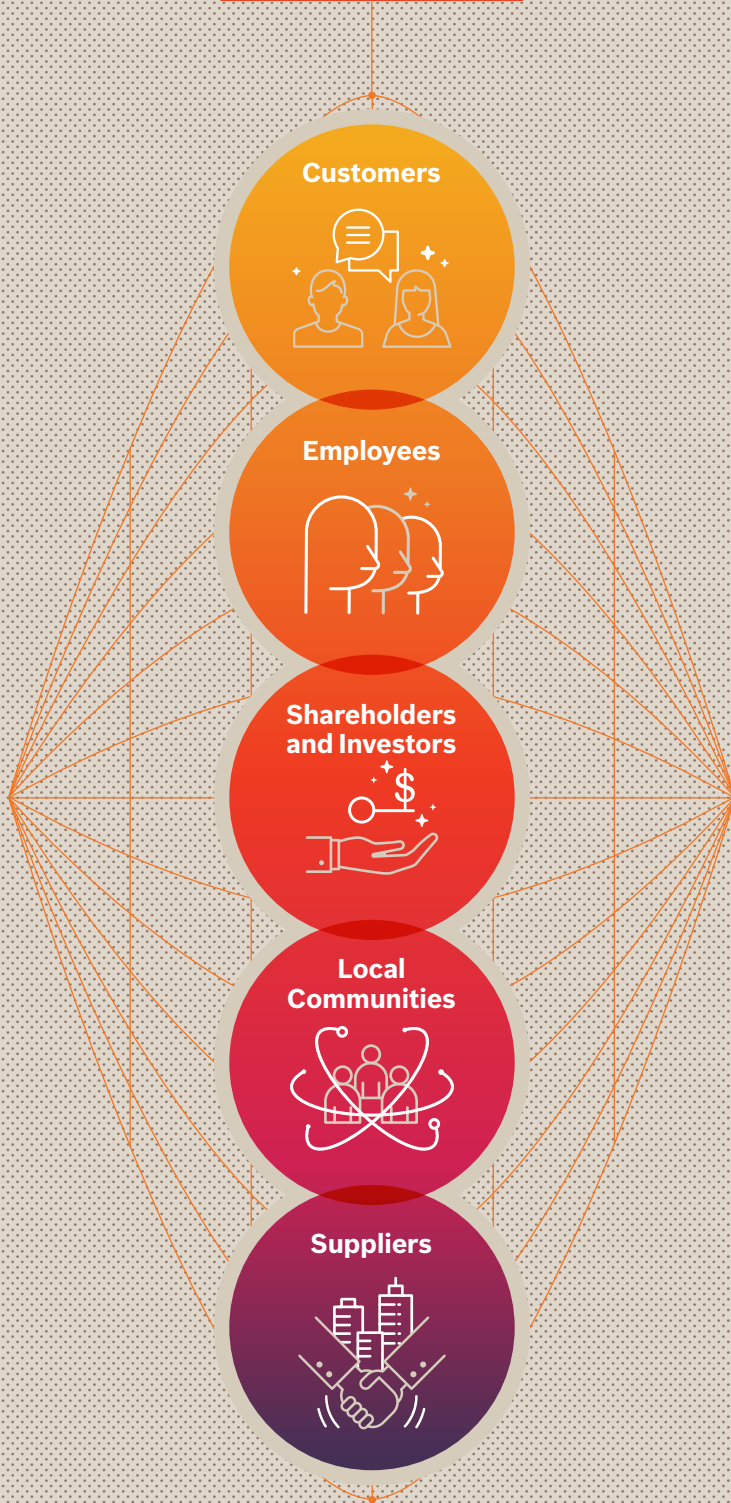 Customers
Employees
$
Shareholders
and Investors
Local
Communities
Suppliers